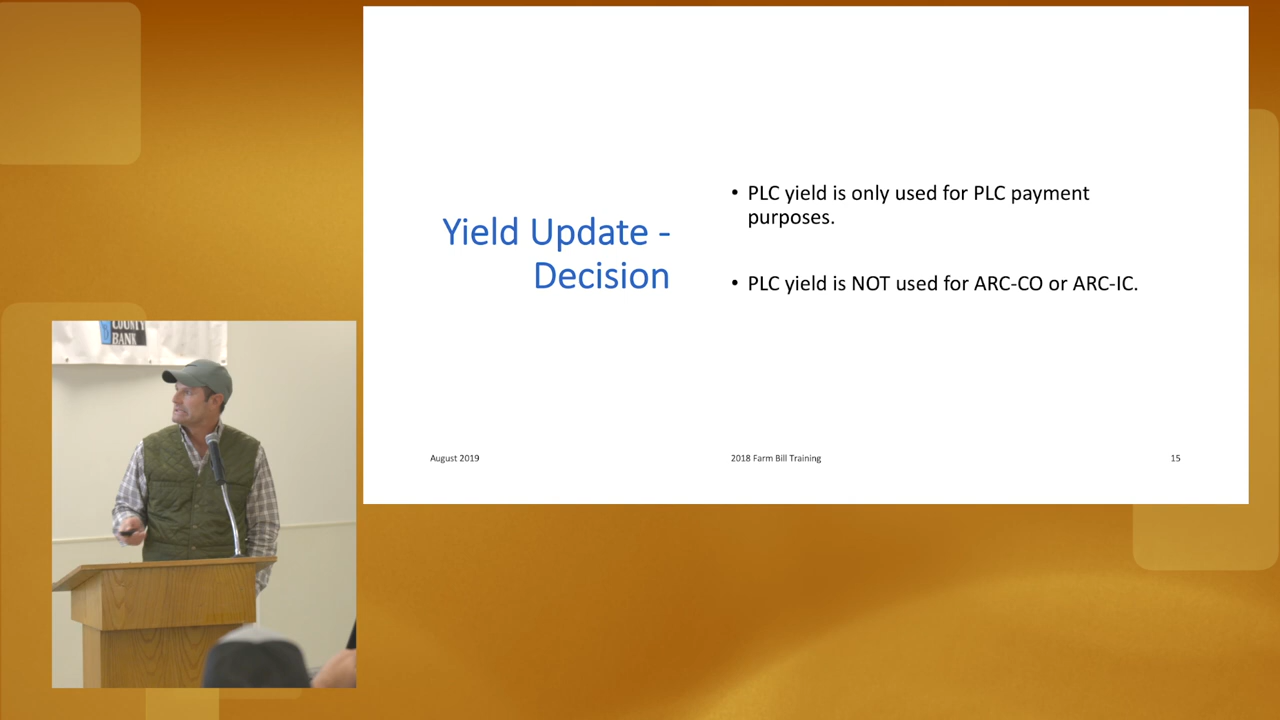 Yield Update -
Decision
• PLC yield is only used for PLC payment
purposes.
• PLC yield is NOT used for ARC-CO or ARC-IC.
August 2019
2018 Farm Bill Training
15
COUNTY
BANK